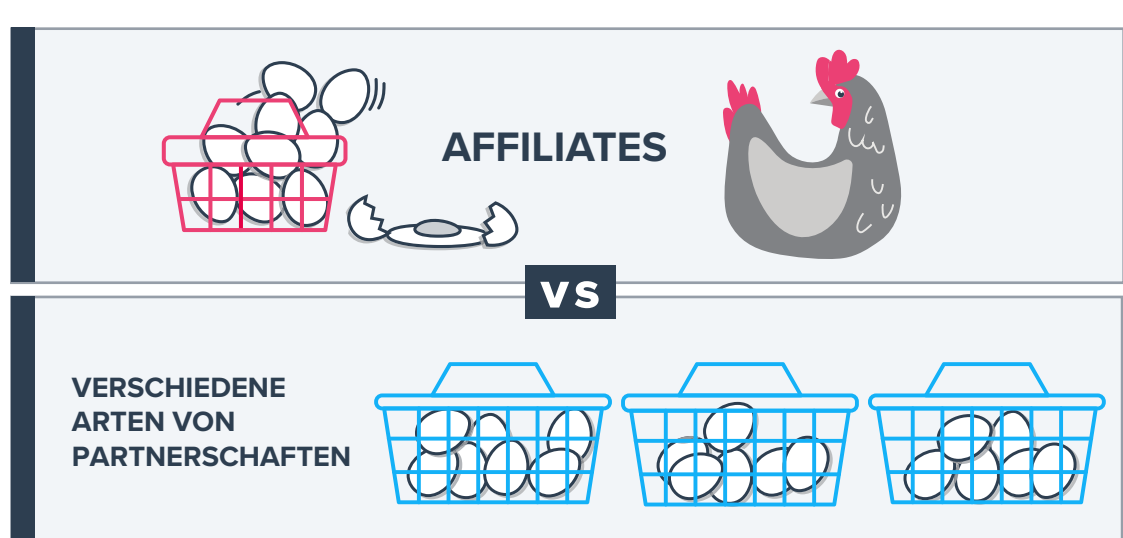 AFFILIATES
VS
VERSCHIEDENE
ARTEN VON
PARTNERSCHAFTEN